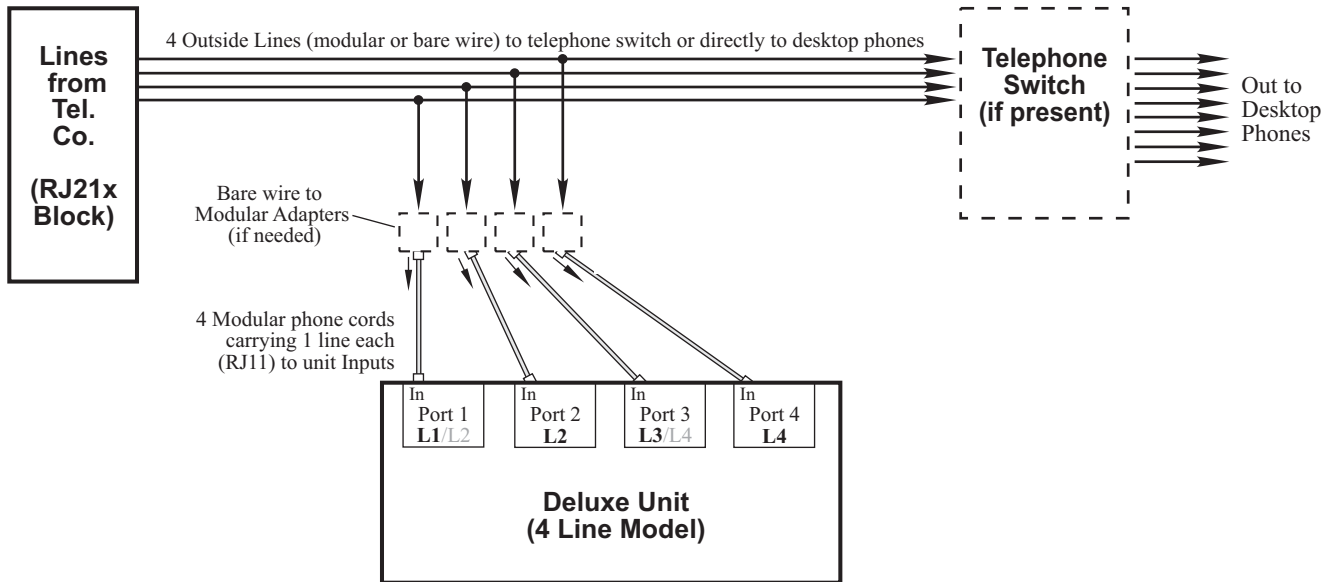 Lines
from
Tel.
Co.
(RJ21x
Block)
4 Outside Lines (modular or bare wire) to telephone switch or directly to desktop phones
Telephone
Switch
(if present)
Out to
Desktop
Phones
Bare wire to
Modular Adapters
(if needed)
4 Modular phone cords
carrying 1 line each
(RJ11) to unit Inputs
In
Port 1
L1/L2
In
Port 2
L2
In
Port 3
L3/L4
In
Port 4
L4
Deluxe Unit
(4 Line Model)